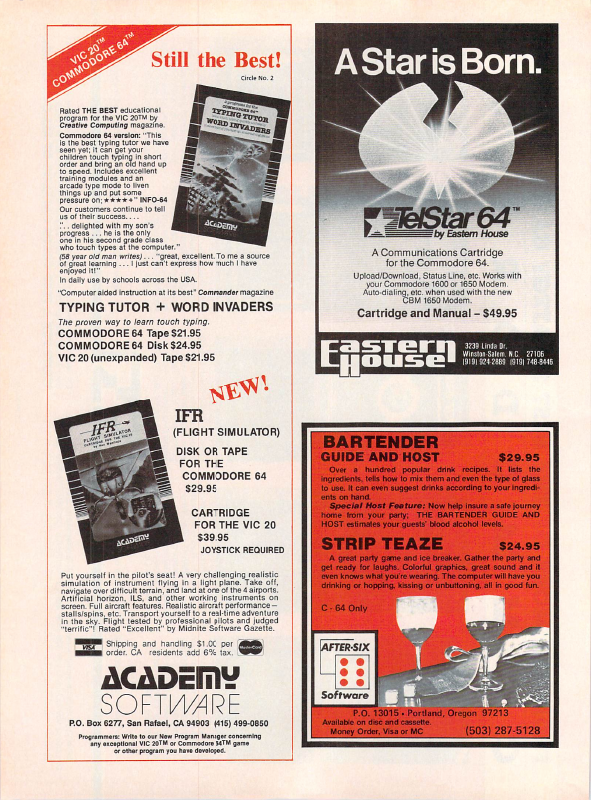 VIC 20™
COMMODORE 64™
Still the Best!
Circle No. 2
Rated THE BEST educational
program for the VIC 20TM by
Creative Computing magazine.
Commodore 64 version: "This
is the best typing tutor we have
seen yet; it can get your
children touch typing in short
order and bring an old hand up
to speed. Includes excellent
training modules and an
arcade type mode to liven
things up and put some
pressure on; ★★★★+" INFO-64
Our customers continue to tell
us of their success. . . .
". . delighted with my son's
progress . . . he is the only
one in his second grade class
who touch types at the computer."
(58 year old man writes) . . . "great, excellent. To me a source
of great learning . . . I just can't express how much I have
enjoyed it!"
In daily use by schools across the USA.
"Computer aided instruction at its best" Commander magazine
TYPING TUTOR + WORD INVADERS
The proven way to learn touch typing.
COMMODORE 64 Tape $21.95
COMMODORE 64 Disk $24.95
VIC 20 (unexpanded) Tape $21.95
COMMODORE 64™
TYPING TUTOR
WORD INVADERS
ACADEMY
NEW!
IFR
FLIGHT SIMULATOR
CARTRIDGE FOR THE VIC 20
ACADEMY
IFR
(FLIGHT SIMULATOR)
DISK OR TAPE
FOR THE
COMMODORE 64
$29.95
CARTRIDGE
FOR THE VIC 20
$39.95
JOYSTICK REQUIRED
Put yourself in the pilot's seat! A very challenging realistic
simulation of instrument flying in a light plane. Take off,
navigate over difficult terrain, and land at one of the 4 airports.
Artificial horizon, ILS, and other working instruments on
screen. Full aircraft features. Realistic aircraft performance—
stalls/spins, etc. Transport yourself to a real-time adventure
in the sky. Flight tested by professional pilots and judged
"terrific"! Rated "Excellent" by Midnite Software Gazette.
VISA
Shipping and handling $1.00 per
order. CA residents add 6% tax.
MasterCard
ACADEMY
SOFTWARE
P.O. Box 6277, San Rafael, CA 94903 (415) 499-0850
Programmers: Write to our New Program Manager concerning
any exceptional VIC 20TM or Commodore 54TM game
or other program you have developed.
A Star is Born.
TelStar 64™
by Eastern House
A Communications Cartridge
for the Commodore 64.
Upload/Download, Status Line, etc. Works with
your Commodore 1600 or 1650 Modem.
Auto-dialing, etc. when used with the new
CBM 1650 Modem.
Cartridge and Manual – $49.95
Eastern
House
3239 Linda Dr.
Winston-Salem, N.C. 27106
(919) 924-2889 (919) 748-8446
BARTENDER
GUIDE AND HOST $29.95
Over a hundred popular drink recipes. It lists the
ingredients, tells how to mix them and even the type of glass
to use. It can even suggest drinks according to your ingredi-
ents on hand.
Special Host Feature: Now help insure a safe journey
home from your party; THE BARTENDER GUIDE AND
HOST estimates your guests' blood alcohol levels.
STRIP TEAZE $24.95
A great party game and ice breaker. Gather the party and
get ready for laughs. Colorful graphics, great sound and it
even knows what you're wearing. The computer will have you
drinking or hopping, kissing or unbuttoning, all in good fun.
C - 64 Only
AFTER-SIX
Software
P.O. 13015 • Portland, Oregon 97213
Available on disc and cassette.
Money Order, Visa or MC (503) 287-5128